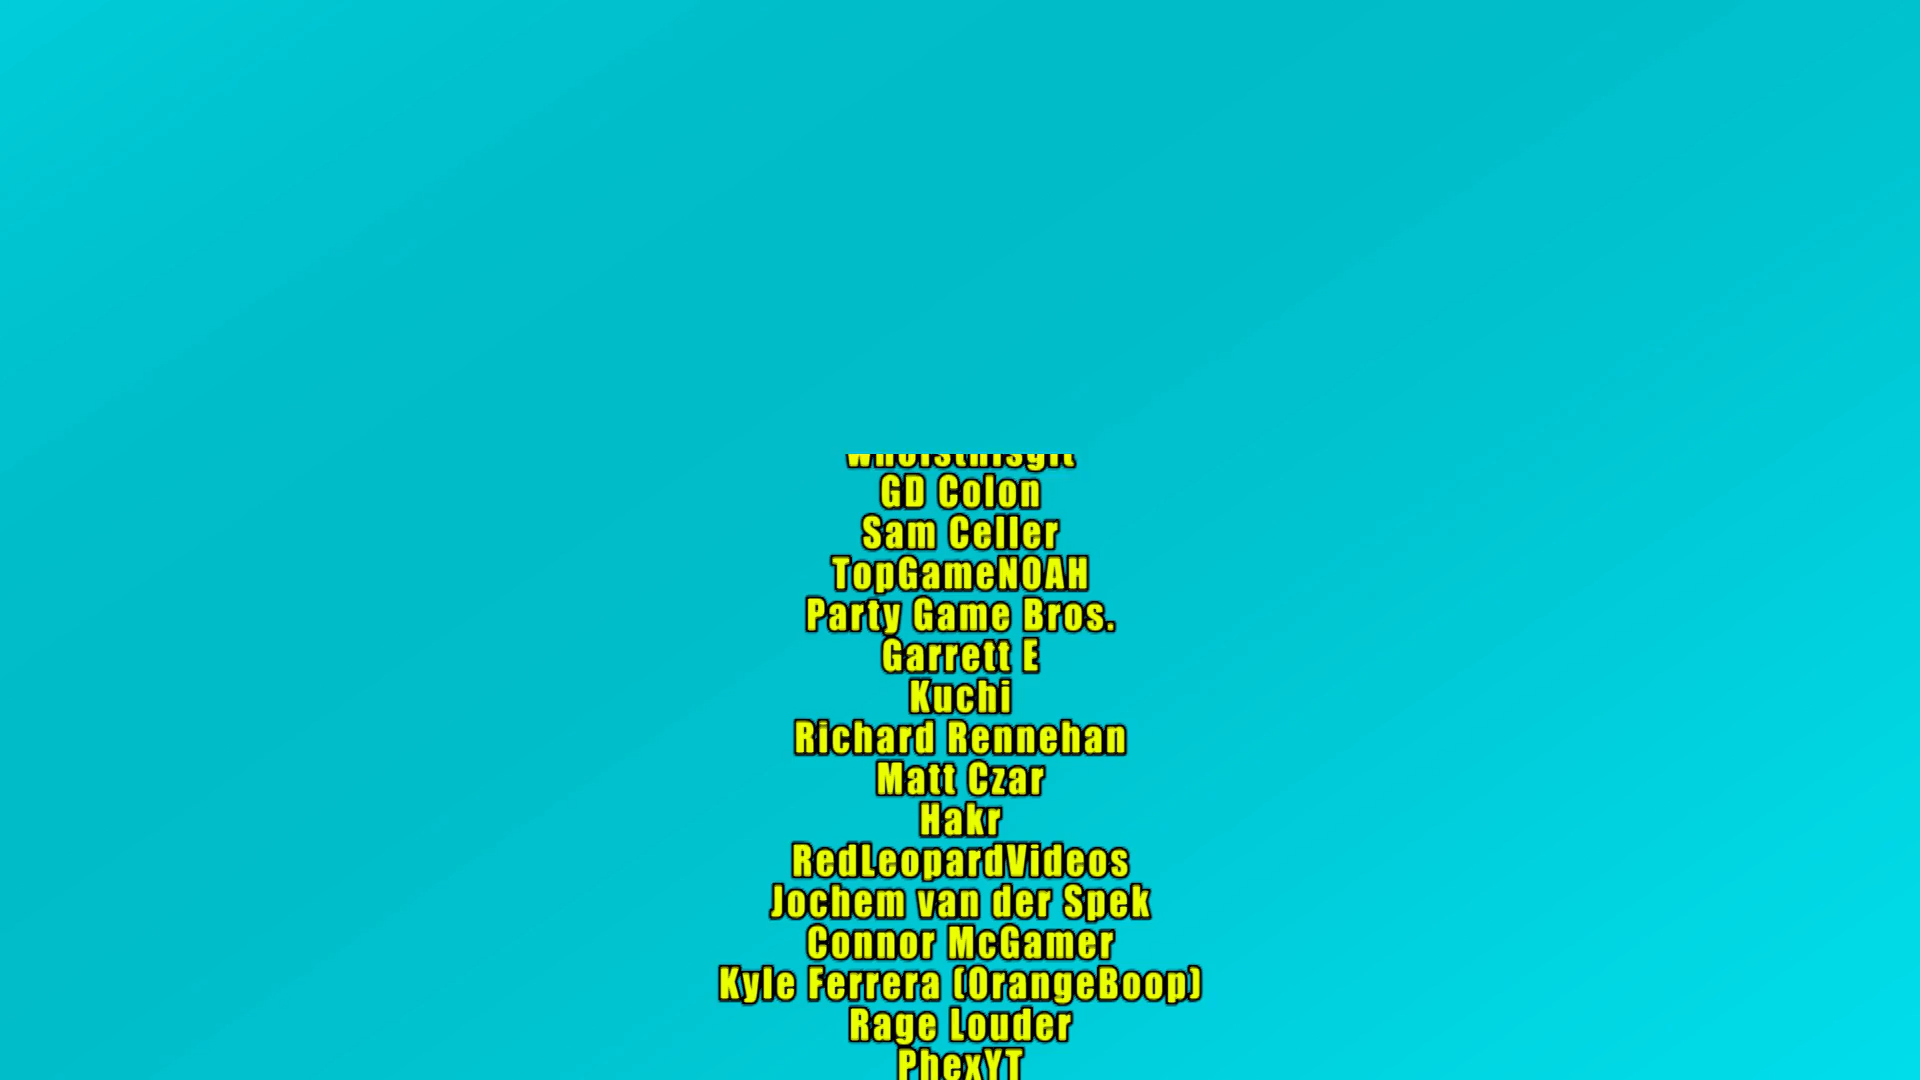 GD Colon
Sam Celler
TopGameNOAH
Party Game Bros.
Garrett E
Kuchi
Richard Rennehan
Matt Czar
Hakr
RedLeopardVideos
Jochem van der Spek
Connor McGamer
Kyle Ferrera (OrangeBoop)
Rage Louder
PhexYT